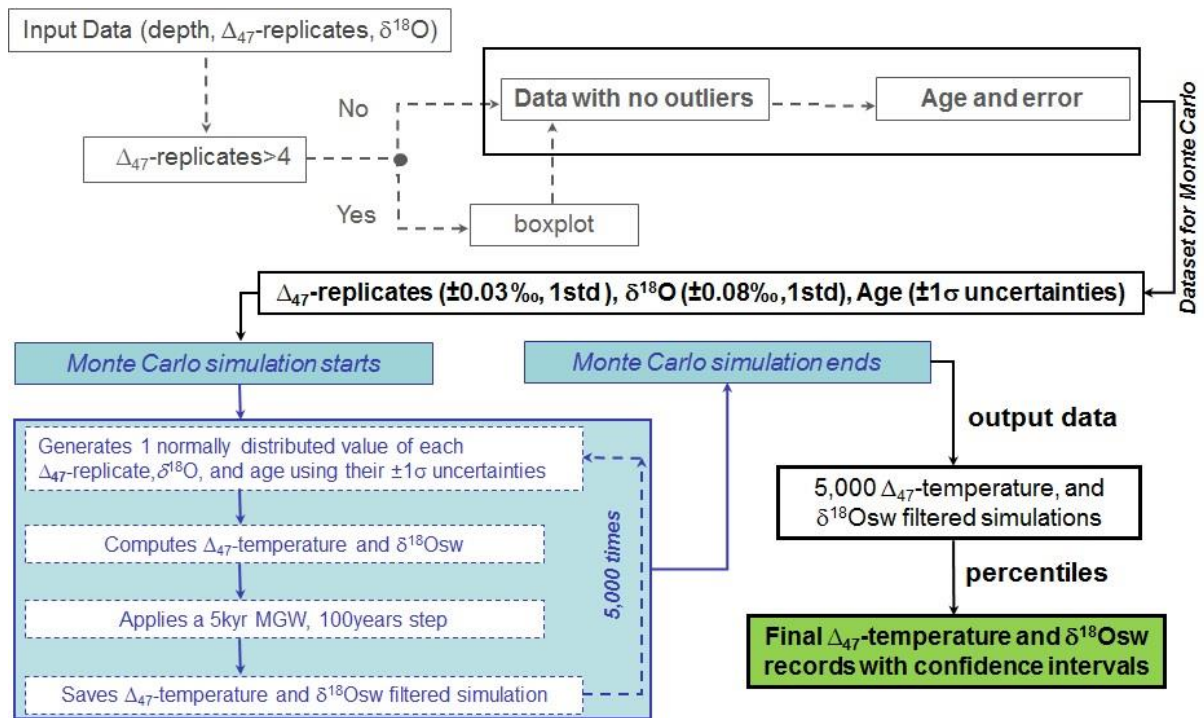 Input Data (depth, Δ47-replicates, δ18O)
No
Data with no outliers
Age and error
Δ47-replicates>4
Yes
boxplot
Dataset for Monte Carlo
Δ47-replicates (±0.03‰, 1std), δ18O (±0.08‰,1std), Age (±1σ uncertainties)
Monte Carlo simulation starts
Monte Carlo simulation ends
output data
Generates 1 normally distributed value of each
Δ47-replicate, δ18O, and age using their ±1σ uncertainties
Computes Δ47-temperature and δ18Osw
Applies a 5kyr MGW, 100years step
Saves Δ47-temperature and δ18Osw filtered simulation
5,000 times
5,000 Δ47-temperature, and
δ18Osw filtered simulations
percentiles
Final Δ47-temperature and δ18Osw
records with confidence intervals